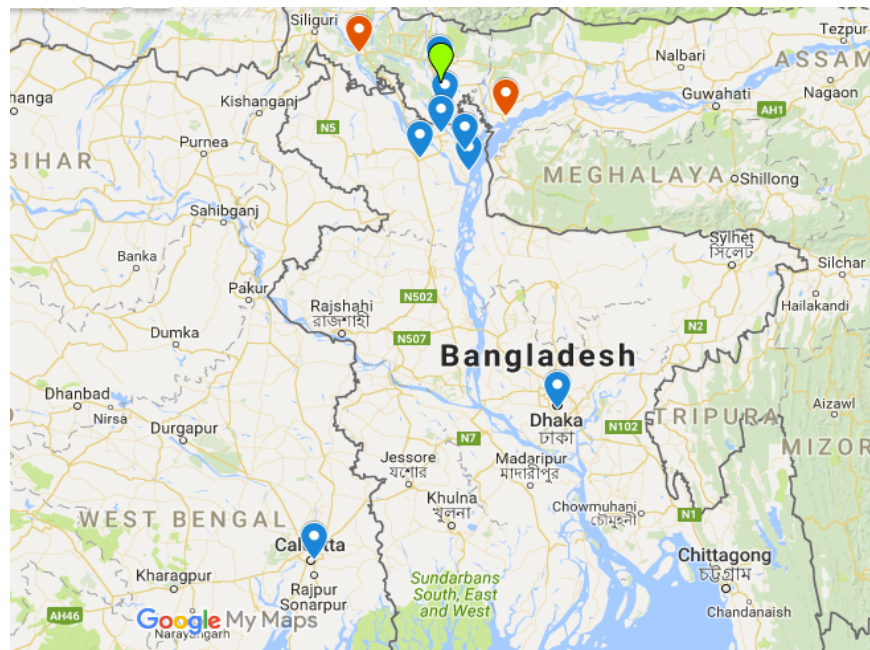 Siliguri
Tezpur
Nalbari
ASSAM
hanga
Kishanganj
Guwahati
Nagaon
AH1
N5
Purnea
BIHAR
MEGHALAYA
Shillong
Sahibganj
Sylhet
সিলেট
Banka
Silchar
Pakur
N502
Hailakandi
Rajshahi
রাজশাহী
Dumka
N507
N2
Bangladesh
Dhanbad
Nirsa
Dhaka
ঢাকা
Aizawl
Durgapur
N102
TRIPURA
N7
MIZOR
Jessore
যশোর
Madaripur
মাদারীপুর
Khulna
খুলনা
Chowmuhani
চৌমুহনী
N1
WEST BENGAL
Calcutta
Chittagong
চট্টগ্রাম
Kharagpur
Rajpur
Sonarpur
Sundarbans
South, East
and West
Chandanaish
AH46
Google My Maps
Narayangarh